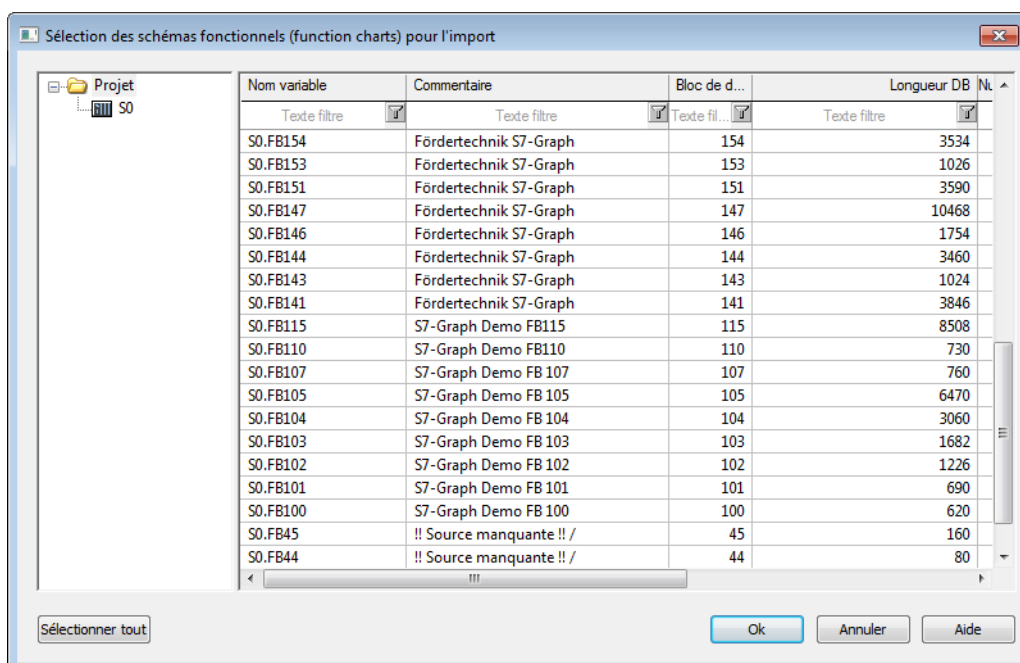 Sélection des schémas fonctionnels (function charts) pour l'import
Projet
S0
Nom variable Commentaire Bloc de d... Longueur DB
Texte filtre Texte filtre Texte fil... Texte filtre
S0.FB154 Fördertechnik S7-Graph 154 3534
S0.FB153 Fördertechnik S7-Graph 153 1026
S0.FB151 Fördertechnik S7-Graph 151 3590
S0.FB147 Fördertechnik S7-Graph 147 10468
S0.FB146 Fördertechnik S7-Graph 146 1754
S0.FB144 Fördertechnik S7-Graph 144 3460
S0.FB143 Fördertechnik S7-Graph 143 1024
S0.FB141 Fördertechnik S7-Graph 141 3846
S0.FB115 S7-Graph Demo FB115 115 8508
S0.FB110 S7-Graph Demo FB110 110 730
S0.FB107 S7-Graph Demo FB 107 107 760
S0.FB105 S7-Graph Demo FB 105 105 6470
S0.FB104 S7-Graph Demo FB 104 104 3060
S0.FB103 S7-Graph Demo FB 103 103 1682
S0.FB102 S7-Graph Demo FB 102 102 1226
S0.FB101 S7-Graph Demo FB 101 101 690
S0.FB100 S7-Graph Demo FB 100 100 620
S0.FB45 !! Source manquante !! / 45 160
S0.FB44 !! Source manquante !! / 44 80
Sélectionner tout Ok Annuler Aide